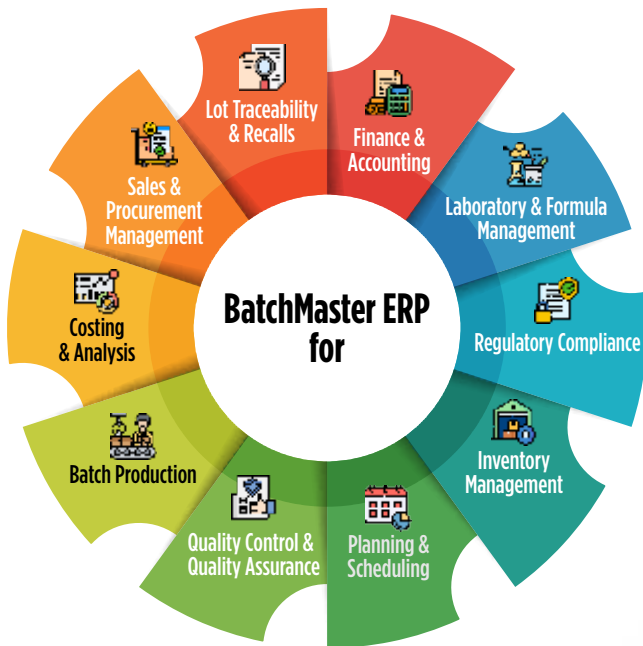 BatchMaster ERP
for
Finance &
Accounting
Laboratory & Formula
Management
Regulatory Compliance
Inventory
Management
Planning &
Scheduling
Quality Control &
Quality Assurance
Batch Production
Costing
& Analysis
Sales &
Procurement
Management
Lot Traceability
& Recalls